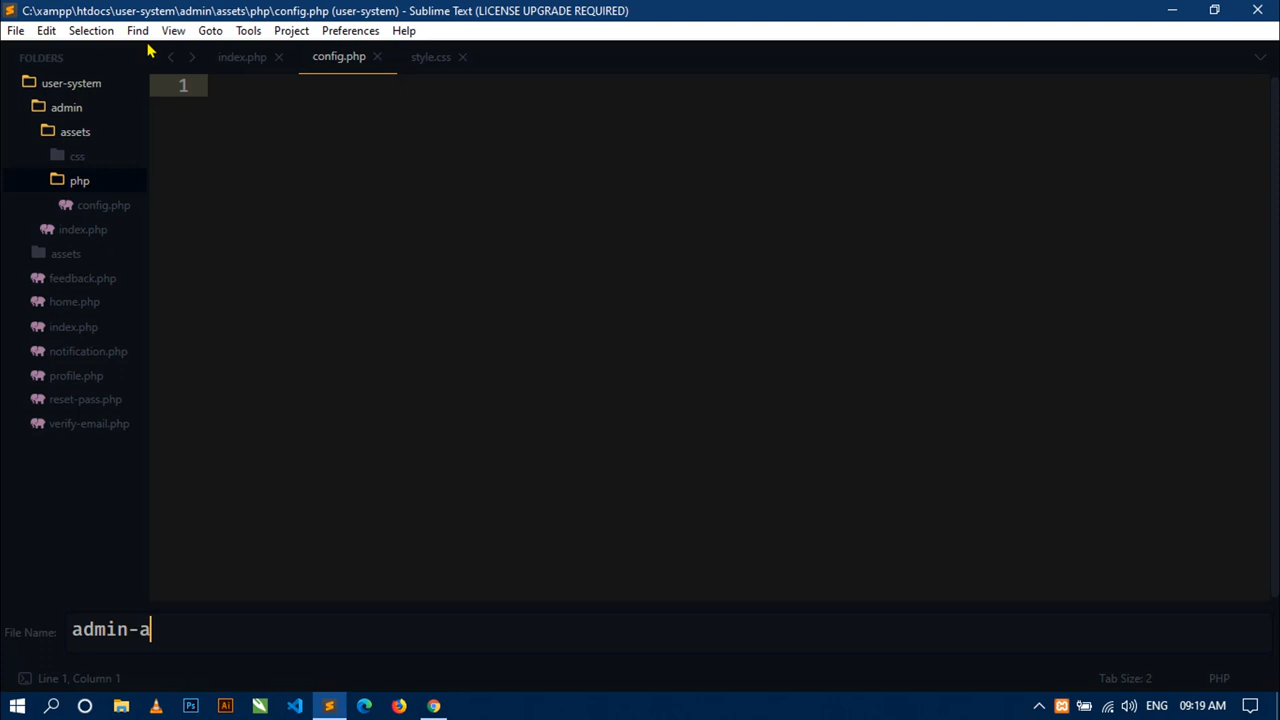 C:\xampp\htdocs\user-system\admin\assets\php\config.php (user-system) - Sublime Text (LICENSE UPGRADE REQUIRED)
File Edit Selection Find View Goto Tools Project Preferences Help
FOLDERS
index.php config.php style.css
user-system
1
admin
assets
css
php
config.php
index.php
assets
feedback.php
home.php
index.php
notification.php
profile.php
reset-pass.php
verify-email.php
File Name: admin-a
Line 1, Column 1 Tab Size: 2 PHP
Ps Ai ENG 09:19 AM